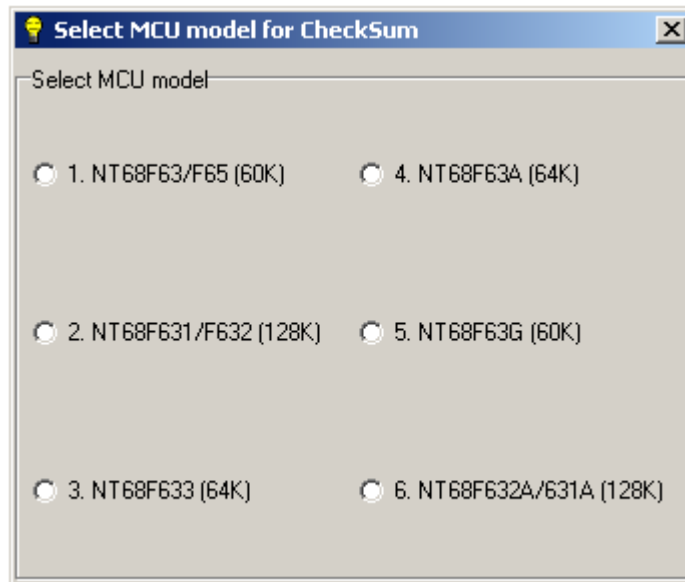 Select MCU model for CheckSum
Select MCU model
1. NT68F63/F65 (60K)
4. NT68F63A (64K)
2. NT68F631/F632 (128K)
5. NT68F63G (60K)
3. NT68F633 (64K)
6. NT68F632A/631A (128K)